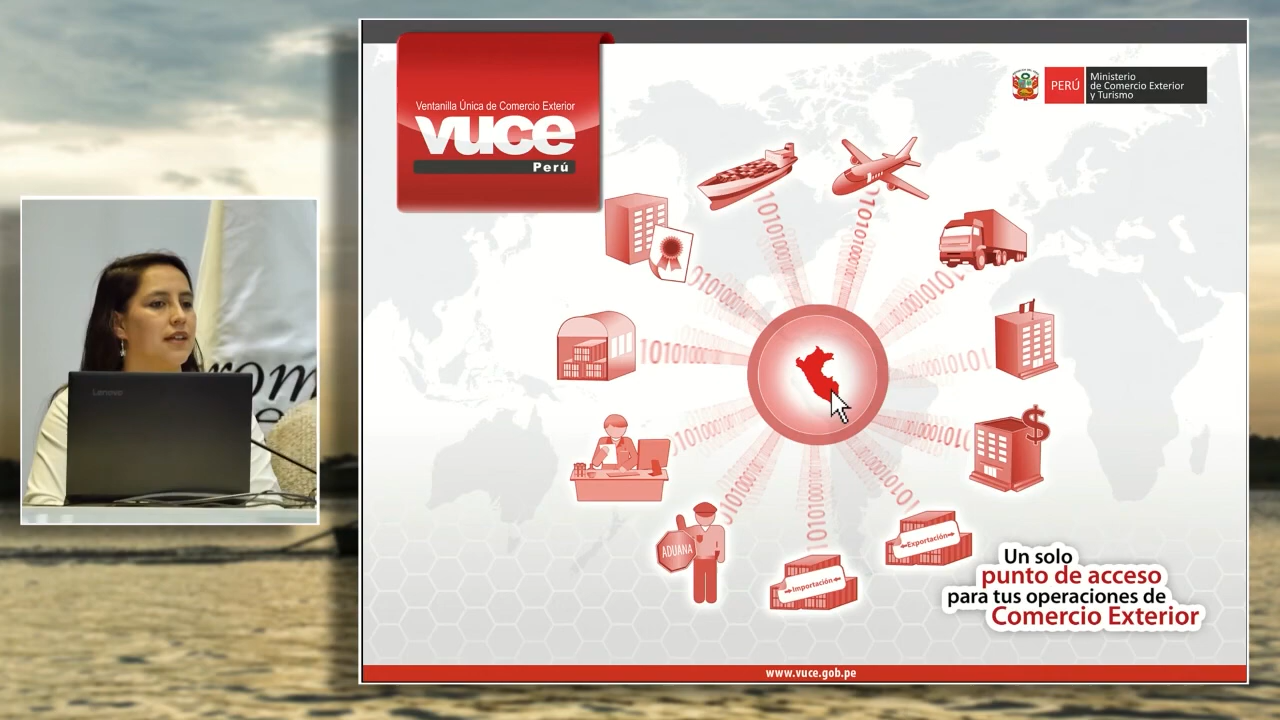 Ventanilla Única de Comercio Exterior
vuce
Perú
PERÚ
Ministerio
de Comercio Exterior
y Turismo
ADUANA
Importación
Exportación
Un solo
punto de acceso
para tus operaciones de
Comercio Exterior
www.vuce.gob.pe
Lenovo
rom